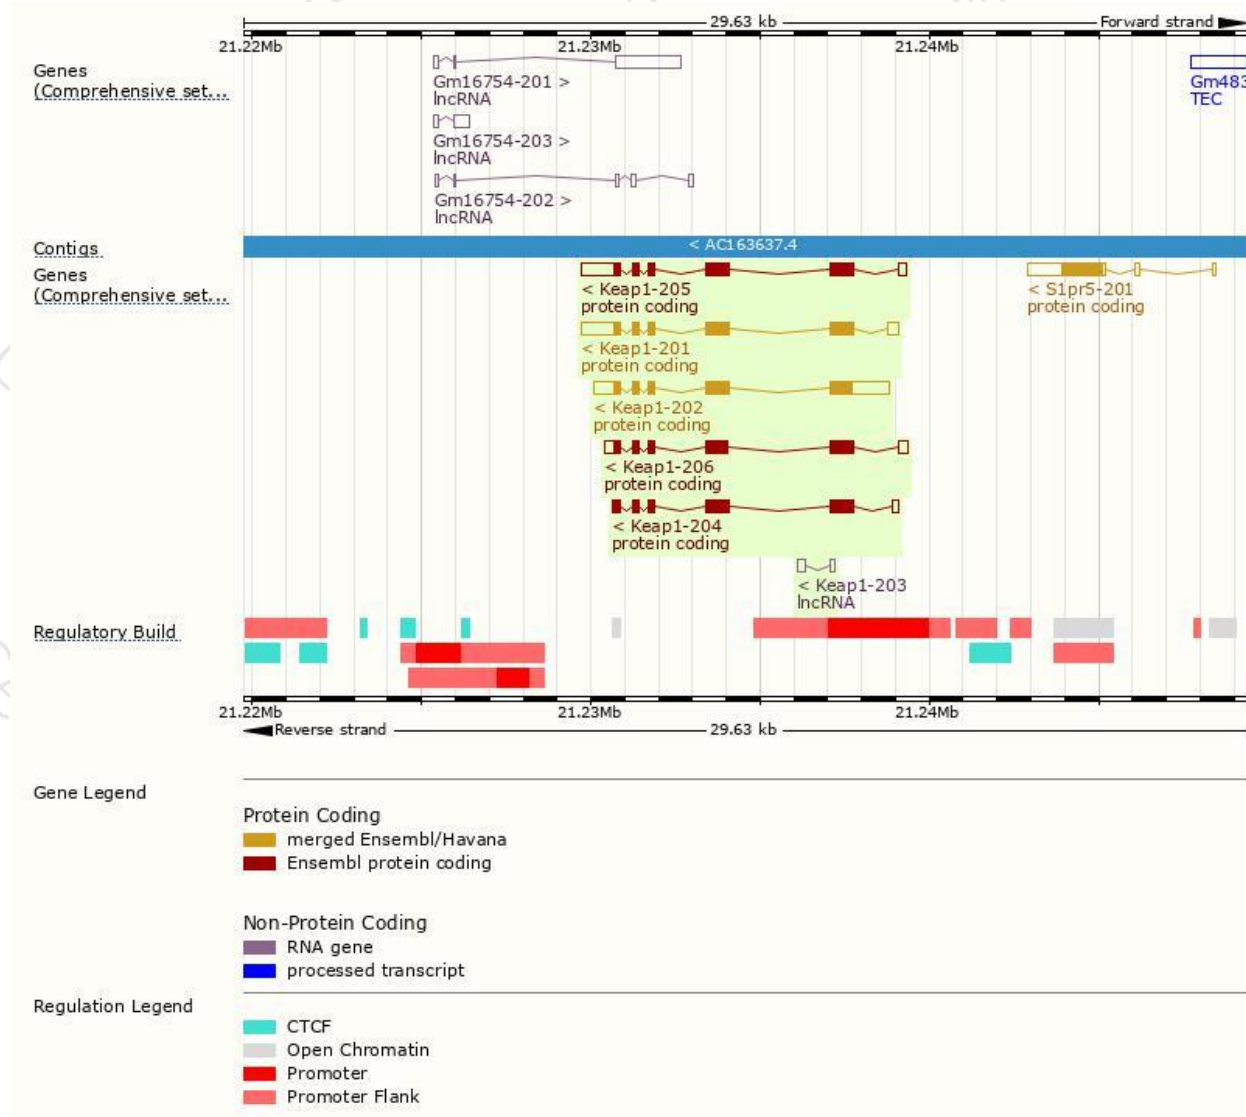 29.63 kb
Forward strand
21.22Mb 21.23Mb 21.24Mb
Genes
(Comprehensive set...
Gm16754-201 >
lncRNA
Gm16754-203 >
lncRNA
Gm16754-202 >
lncRNA
Gm483
TEC
Contigs
< AC163637.4
Genes
(Comprehensive set...
< Keap1-205
protein coding
< S1pr5-201
protein coding
< Keap1-201
protein coding
< Keap1-202
protein coding
< Keap1-206
protein coding
< Keap1-204
protein coding
< Keap1-203
lncRNA
Regulatory Build
21.22Mb 21.23Mb 21.24Mb
Reverse strand
29.63 kb
Gene Legend
Protein Coding
merged Ensembl/Havana
Ensembl protein coding
Non-Protein Coding
RNA gene
processed transcript
Regulation Legend
CTCF
Open Chromatin
Promoter
Promoter Flank